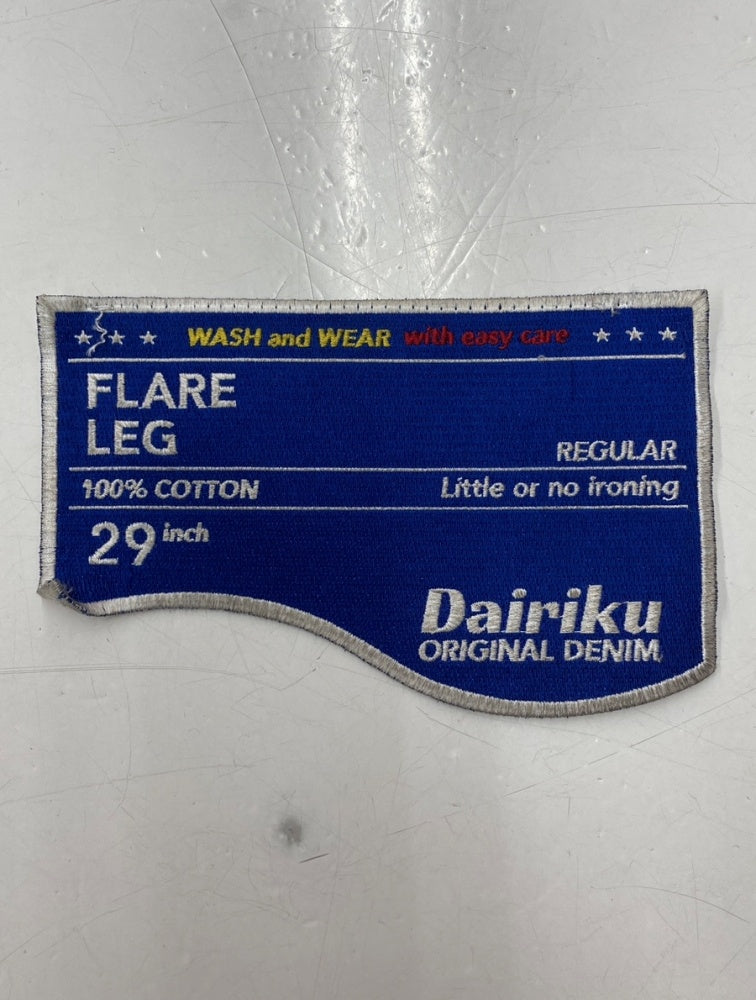 WASH and WEAR with easy care
FLARE
LEG
REGULAR
100% COTTON Little or no ironing
29 inch
Dairiku
ORIGINAL DENIM